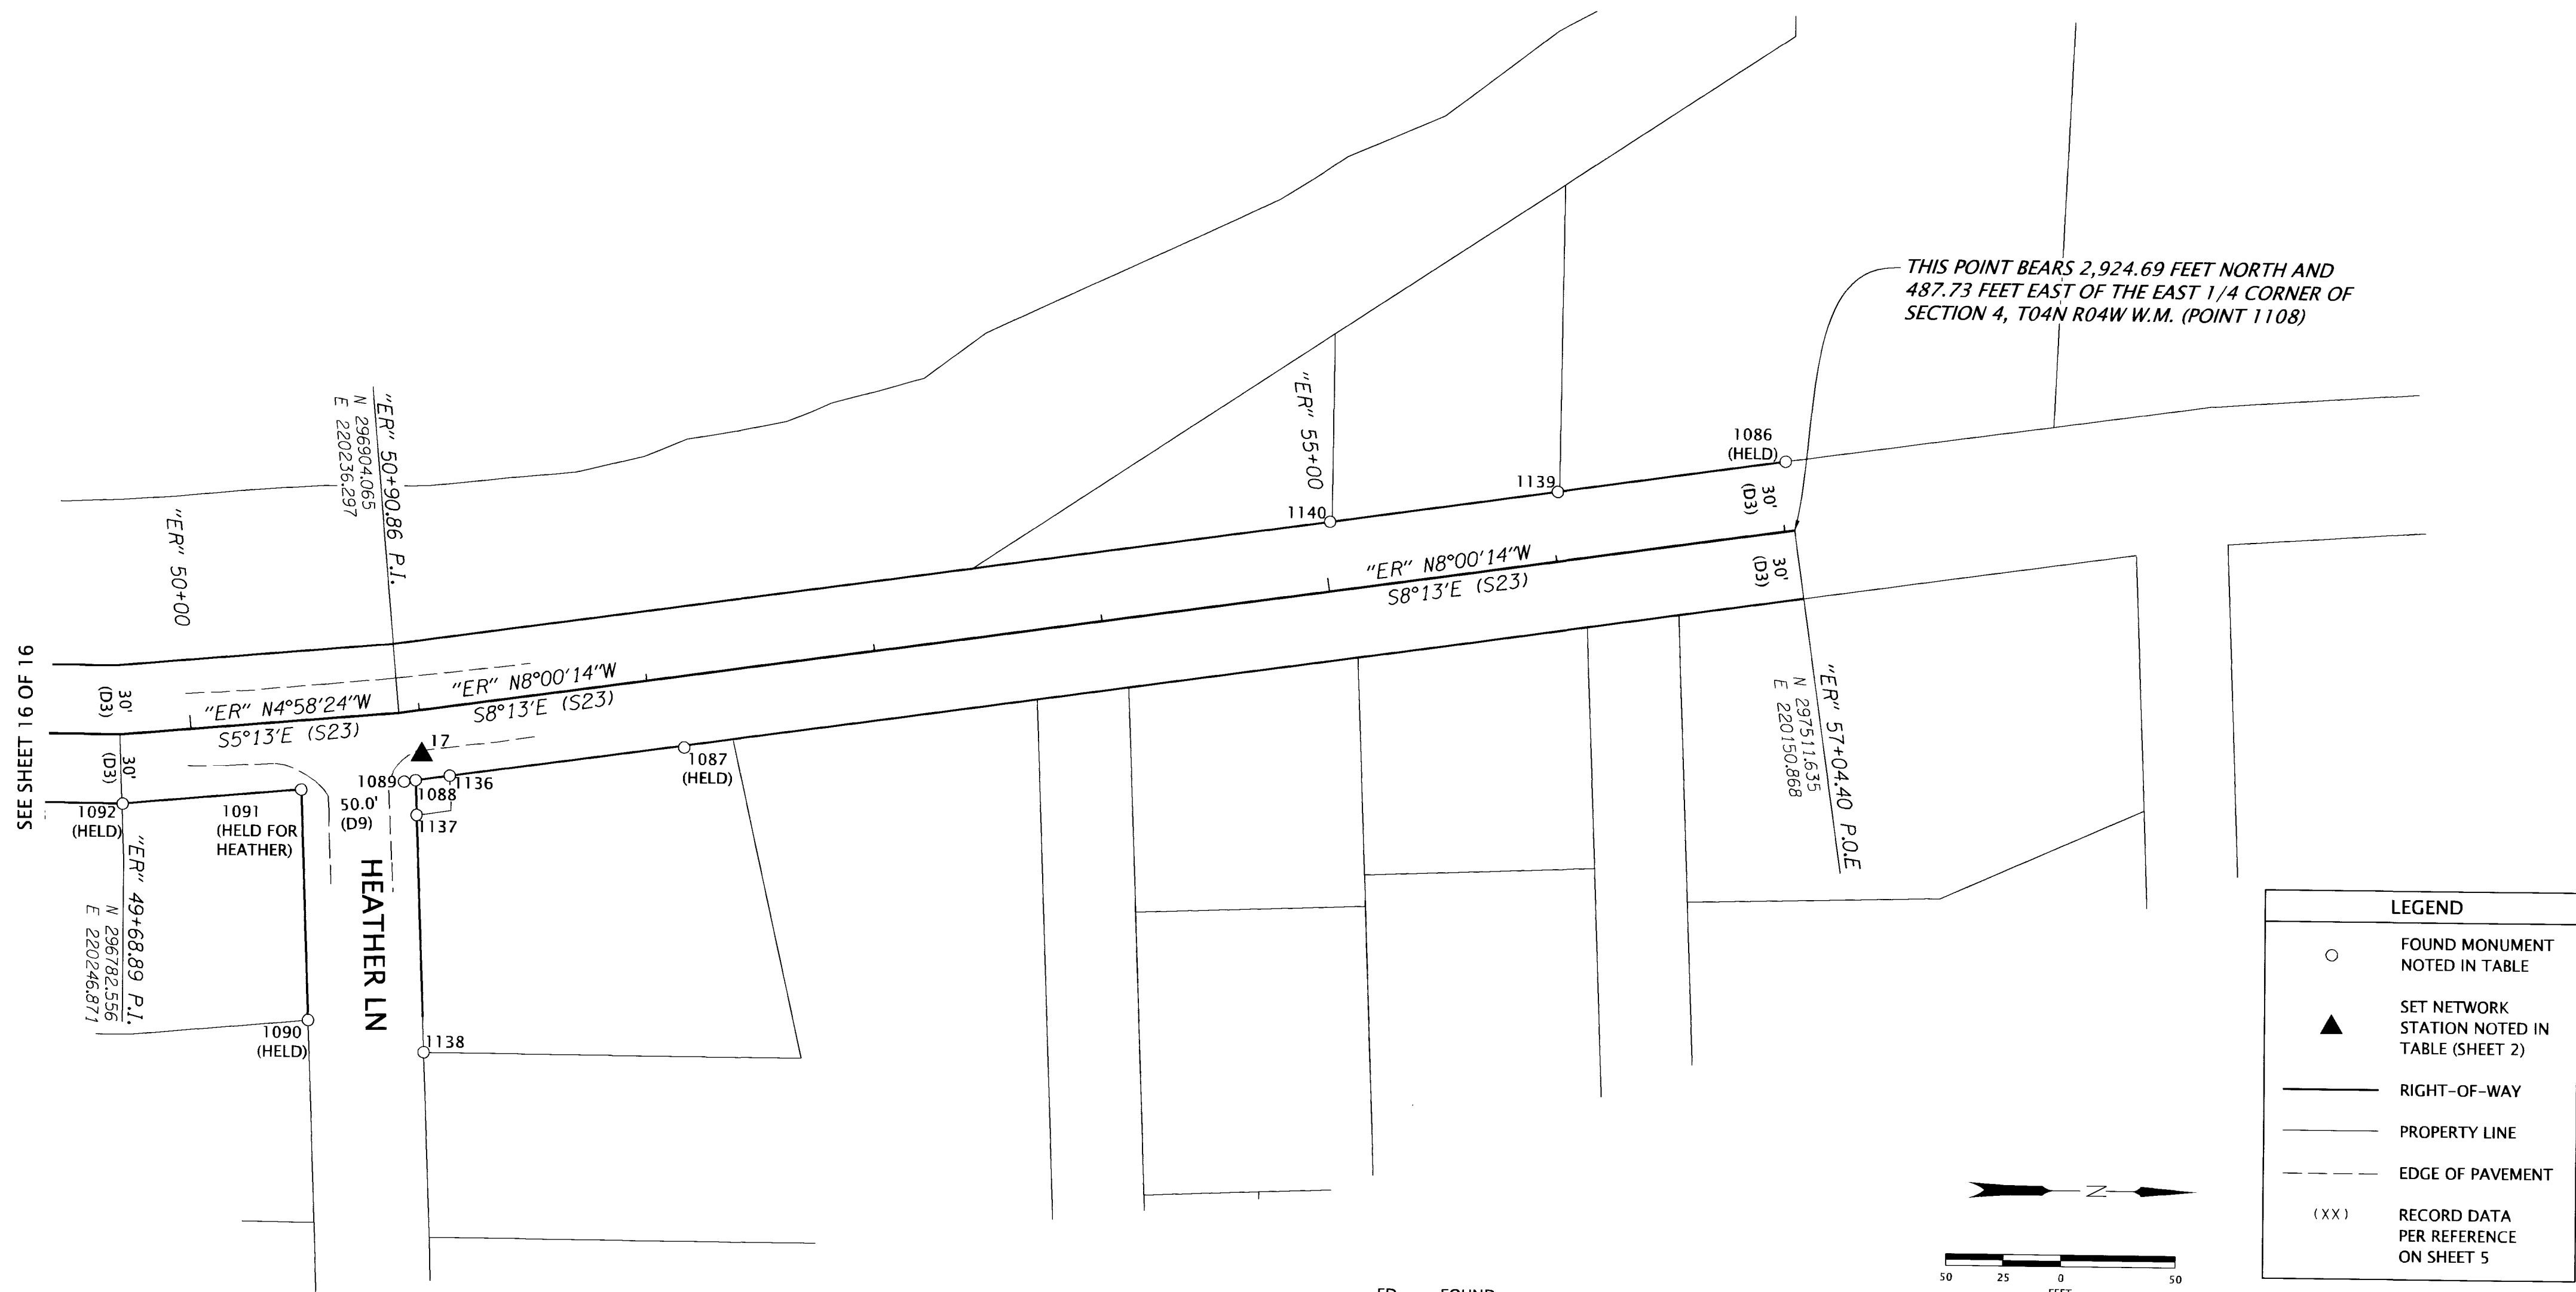 THIS POINT BEARS 2,924.69 FEET NORTH AND
487.73 FEET EAST OF THE EAST 1/4 CORNER OF
SECTION 4, T04N R04W W.M. (POINT 1108)
"ER" 50+90.86 P.I.
N 296904.065
E 220236.297
"ER" 50+00
"ER" 55+00
1086
(HELD)
1139
1140
30'
(D3)
30'
(D3)
"ER" N8°00'14"W
S8°13'E (S23)
"ER" 57+04.40 P.O.E
N 297511.635
E 220150.868
SEE SHEET 16 OF 16
30'
(D3)
"ER" N4°58'24"W
S5°13'E (S23)
"ER" N8°00'14"W
S8°13'E (S23)
30'
(D3)
17
1087
(HELD)
1089
1088
1136
1137
1092
(HELD)
1091
(HELD FOR
HEATHER)
50.0'
(D9)
HEATHER LN
"ER" 49+68.89 P.I.
N 296782.556
E 220246.871
1090
(HELD)
1138
LEGEND
FOUND MONUMENT
NOTED IN TABLE
SET NETWORK
STATION NOTED IN
TABLE (SHEET 2)
RIGHT-OF-WAY
PROPERTY LINE
EDGE OF PAVEMENT
(XX)
RECORD DATA
PER REFERENCE
ON SHEET 5
N
50 25 0 50
FEET
FD FOUND